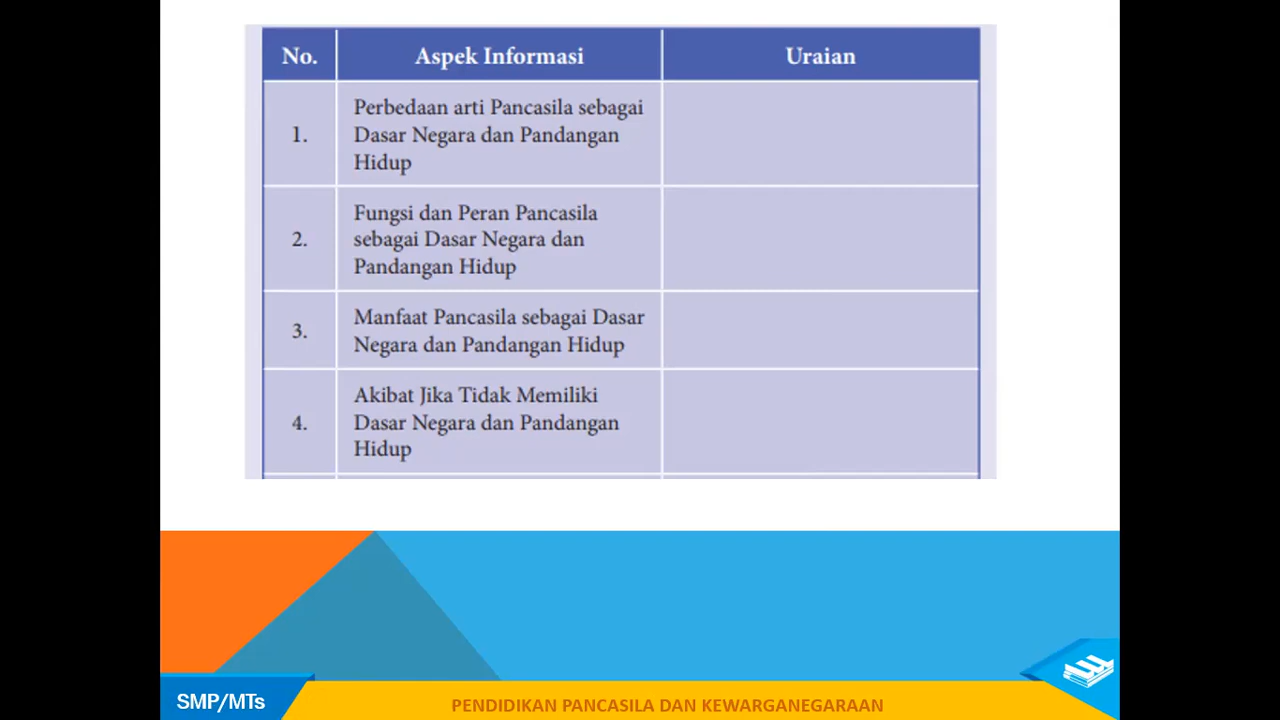 No. Aspek Informasi Uraian
1. Perbedaan arti Pancasila sebagai
Dasar Negara dan Pandangan
Hidup
2. Fungsi dan Peran Pancasila
sebagai Dasar Negara dan
Pandangan Hidup
3. Manfaat Pancasila sebagai Dasar
Negara dan Pandangan Hidup
4. Akibat Jika Tidak Memiliki
Dasar Negara dan Pandangan
Hidup
SMP/MTs
PENDIDIKAN PANCASILA DAN KEWARGANEGARAAN